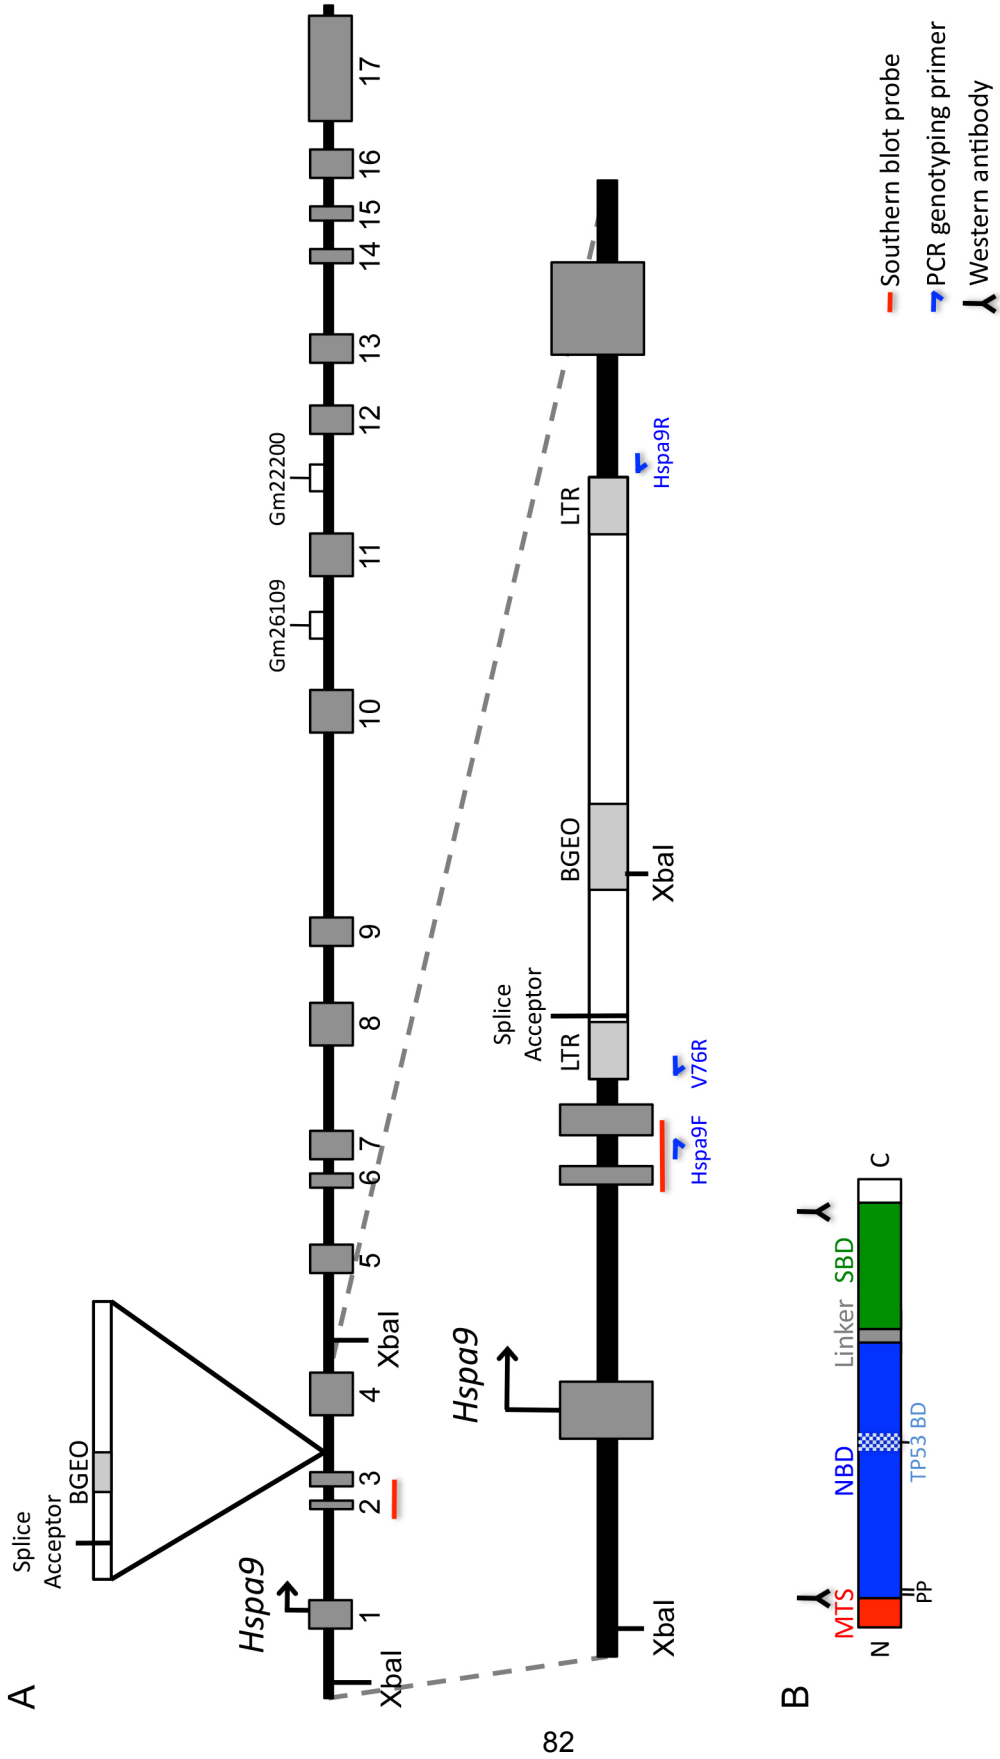 A
Splice
Acceptor
BGEO
Hspa9
Gm26109
Gm22200
XbaI
XbaI
1
2
3
4
5
6
7
8
9
10
11
12
13
14
15
16
17
Hspa9
Splice
Acceptor
LTR
BGEO
LTR
XbaI
XbaI
Hspa9F
V76R
Hspa9R
B
MTS
NBD
Linker
SBD
N
C
PP
TP53 BD
Southern blot probe
PCR genotyping primer
Western antibody
82